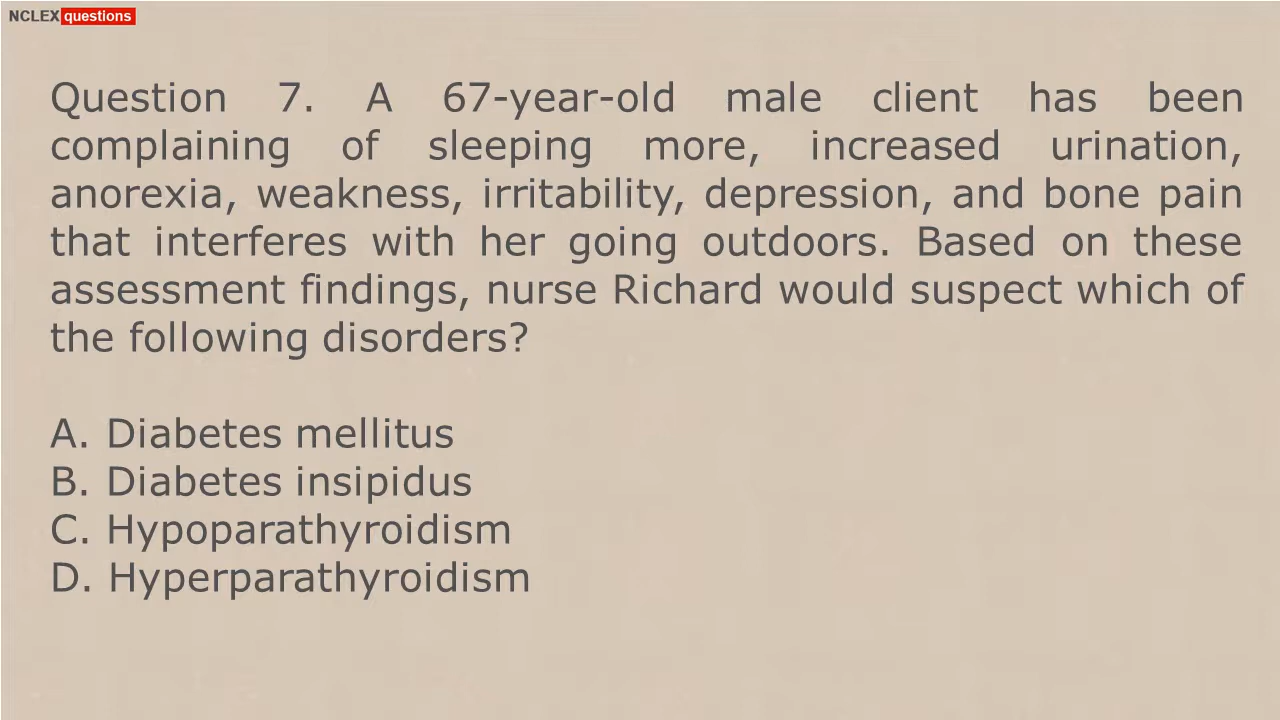 NCLEX questions
Question 7. A 67-year-old male client has been
complaining of sleeping more, increased urination,
anorexia, weakness, irritability, depression, and bone pain
that interferes with her going outdoors. Based on these
assessment findings, nurse Richard would suspect which of
the following disorders?
A. Diabetes mellitus
B. Diabetes insipidus
C. Hypoparathyroidism
D. Hyperparathyroidism